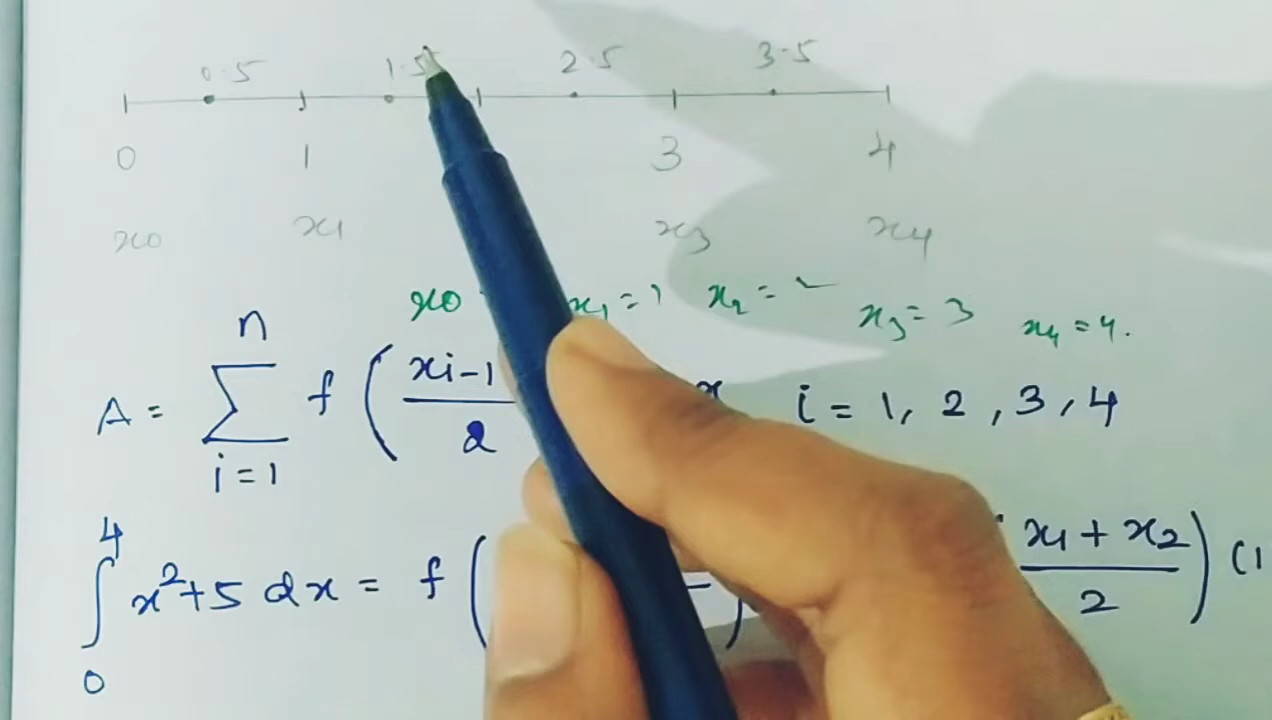 0.5 1.5 2.5 3.5
0 1 3 4
x0 x1 x3 x4
x0 x1 = 1 x2 = 2 x3 = 3 x4 = 4.
n
A = ∑ f ( xi-1 / 2 x i = 1, 2, 3, 4
i = 1
4
∫ x²+5 dx = f ( ) x1 + x2 / 2 ) (1
0